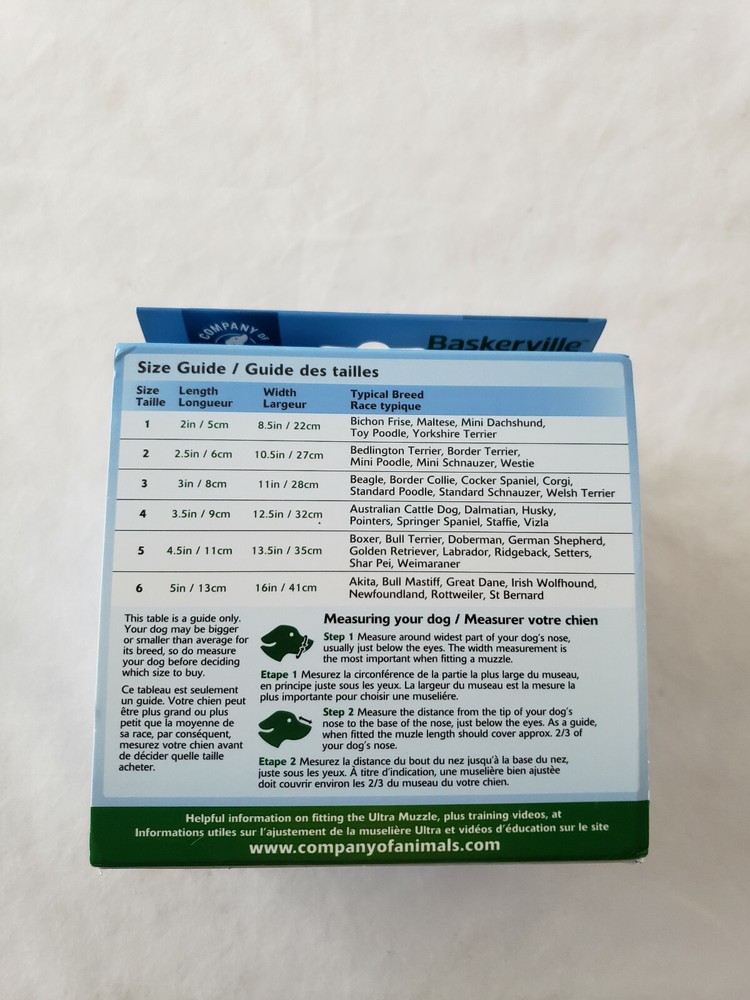 COMPANY OF
Baskerville™
Size Guide / Guide des tailles
Size Length Width Typical Breed
Taille Longueur Largeur Race typique
1 2in / 5cm 8.5in / 22cm Bichon Frise, Maltese, Mini Dachshund,
Toy Poodle, Yorkshire Terrier
2 2.5in / 6cm 10.5in / 27cm Bedlington Terrier, Border Terrier,
Mini Poodle, Mini Schnauzer, Westie
3 3in / 8cm 11in / 28cm Beagle, Border Collie, Cocker Spaniel, Corgi,
Standard Poodle, Standard Schnauzer, Welsh Terrier
4 3.5in / 9cm 12.5in / 32cm Australian Cattle Dog, Dalmatian, Husky,
Pointers, Springer Spaniel, Staffie, Vizla
5 4.5in / 11cm 13.5in / 35cm Boxer, Bull Terrier, Doberman, German Shepherd,
Golden Retriever, Labrador, Ridgeback, Setters,
Shar Pei, Weimaraner
6 5in / 13cm 16in / 41cm Akita, Bull Mastiff, Great Dane, Irish Wolfhound,
Newfoundland, Rottweiler, St Bernard
This table is a guide only.
Your dog may be bigger
or smaller than average for
its breed, so do measure
your dog before deciding
which size to buy.
Ce tableau est seulement
un guide. Votre chien peut
être plus grand ou plus
petit que la moyenne de
sa race, par conséquent,
mesurez votre chien avant
de décider quelle taille
acheter.
Measuring your dog / Measurer votre chien
Step 1 Measure around widest part of your dog's nose,
usually just below the eyes. The width measurement is
the most important when fitting a muzzle.
Etape 1 Mesurez la circonférence de la partie la plus large du museau,
en principe juste sous les yeux. La largeur du museau est la mesure la
plus importante pour choisir une muselière.
Step 2 Measure the distance from the tip of your dog's
nose to the base of the nose, just below the eyes. As a guide,
when fitted the muzle length should cover approx. 2/3 of
your dog's nose.
Etape 2 Mesurez la distance du bout du nez jusqu'à la base du nez,
juste sous les yeux. À titre d'indication, une muselière bien ajustée
doit couvrir environ les 2/3 du museau du votre chien.
Helpful information on fitting the Ultra Muzzle, plus training videos, at
Informations utiles sur l'ajustement de la muselière Ultra et vidéos d'éducation sur le site
www.companyofanimals.com